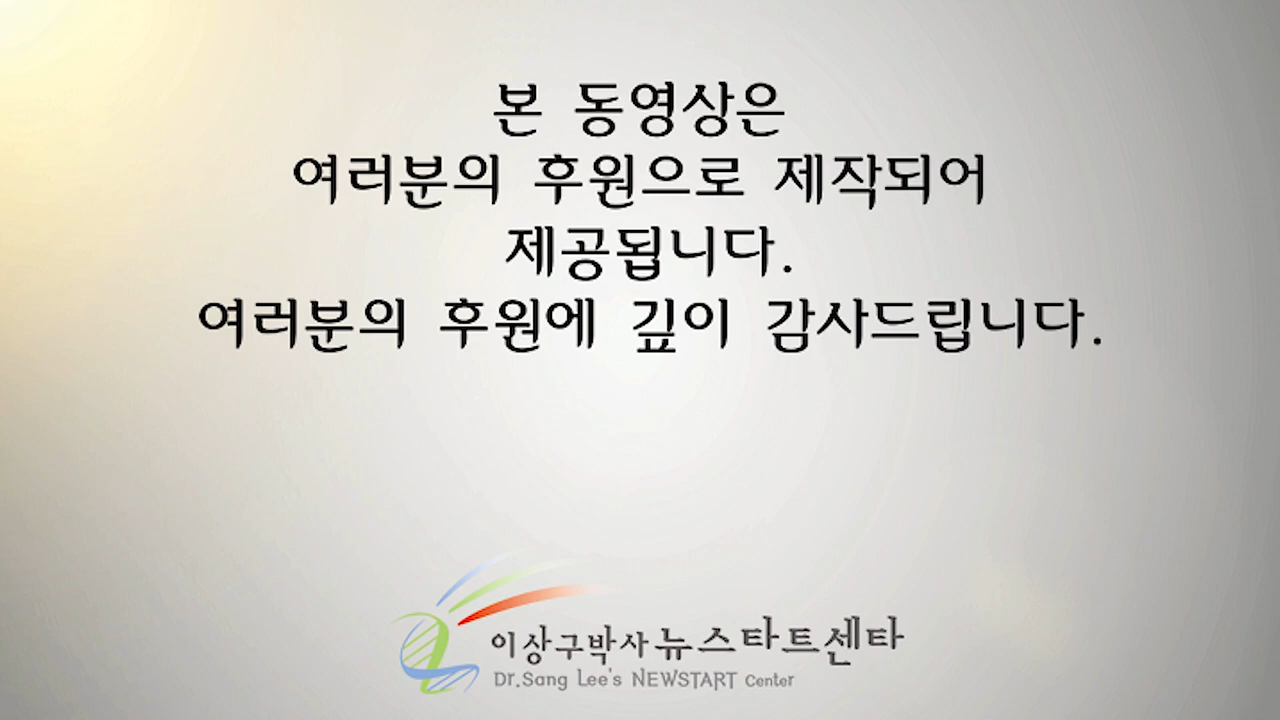 본 동영상은
여러분의 후원으로 제작되어
제공됩니다.
여러분의 후원에 깊이 감사드립니다.
이상구박사 뉴스타트센타
Dr.Sang Lee's NEWSTART Center